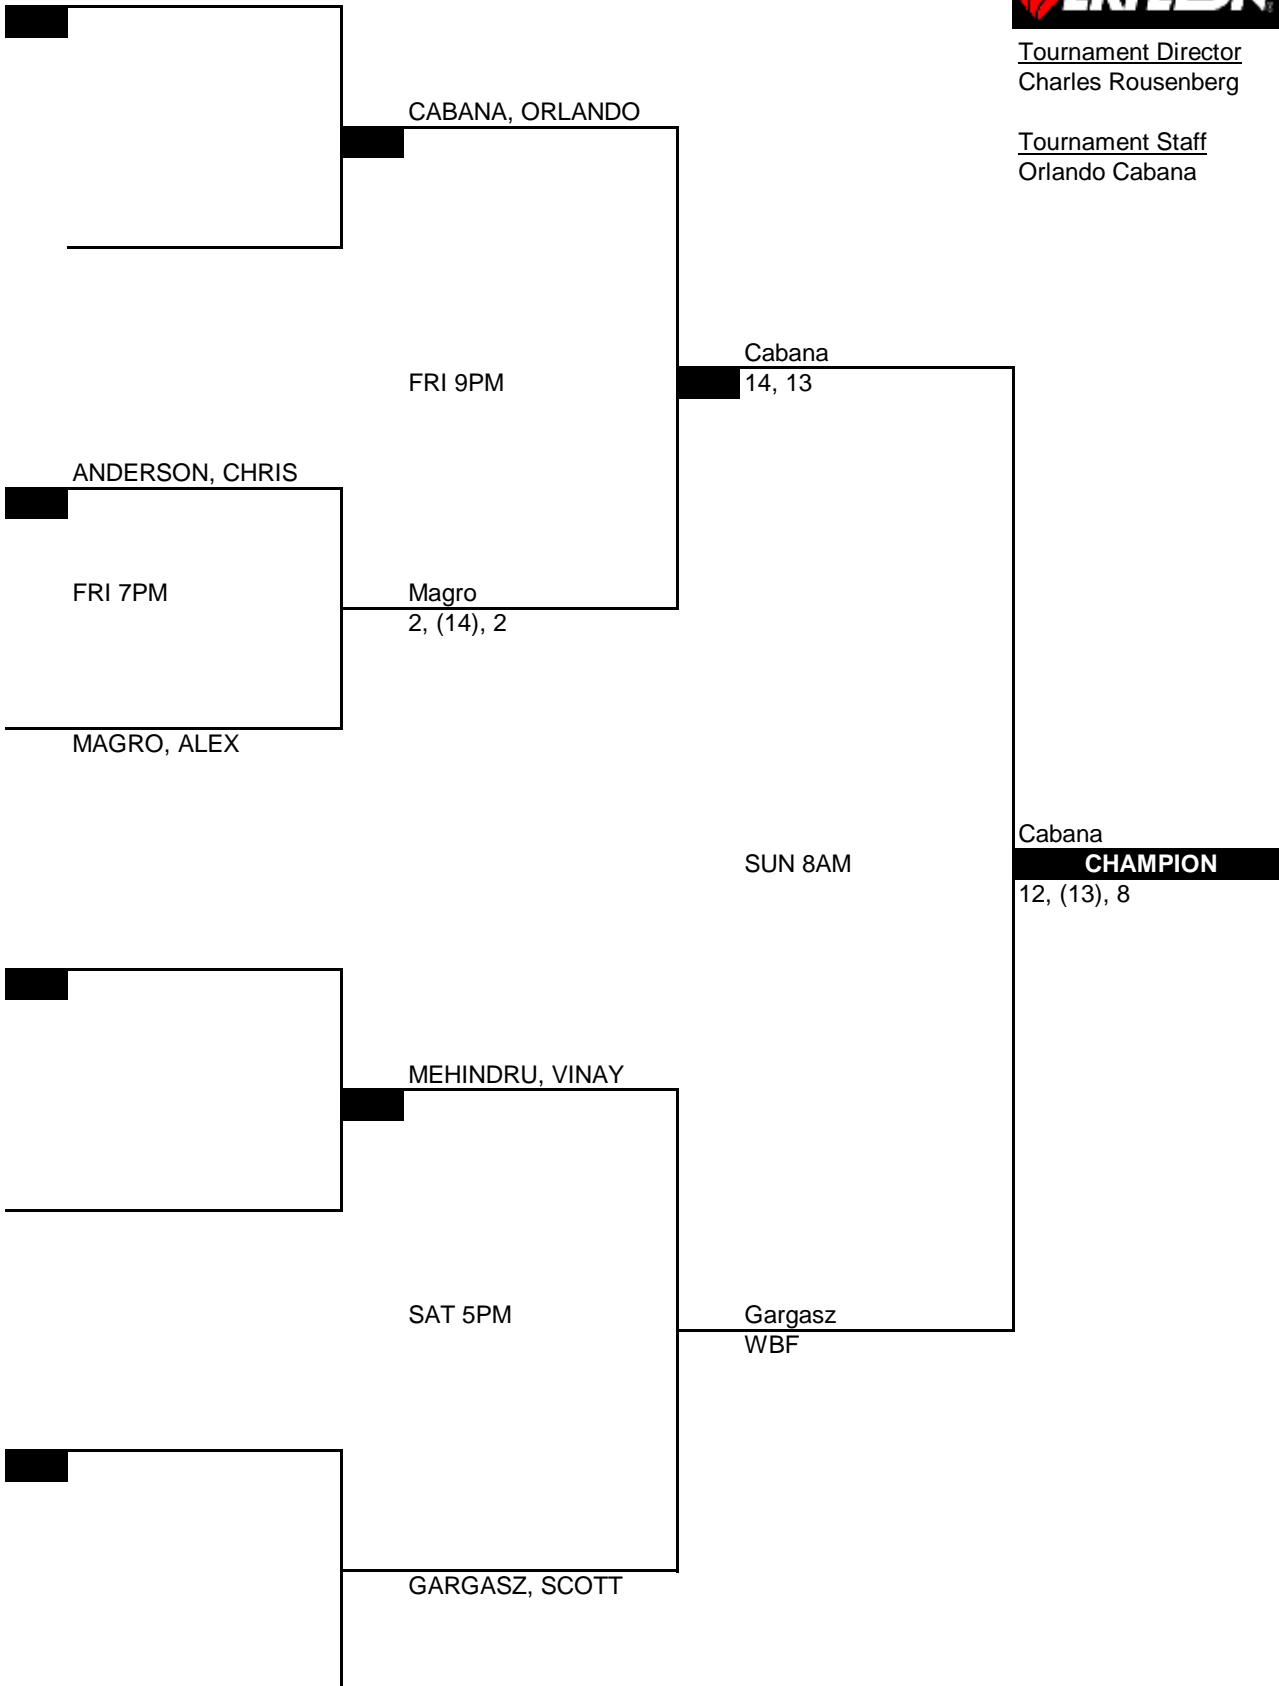 Tournament Director
Charles Rousenberg
CABANA, ORLANDO
Tournament Staff
Orlando Cabana
Cabana
FRI 9PM
14, 13
ANDERSON, CHRIS
FRI 7PM
Magro
2, (14), 2
MAGRO, ALEX
Cabana
SUN 8AM
CHAMPION
12, (13), 8
MEHINDRU, VINAY
SAT 5PM
Gargasz
WBF
GARGASZ, SCOTT